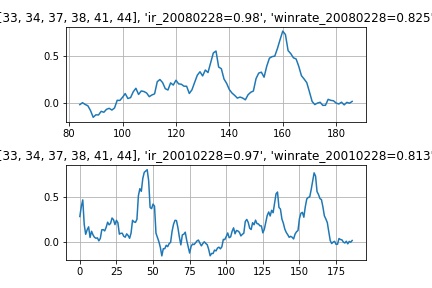 [33, 34, 37, 38, 41, 44], 'ir_20080228=0.98', 'winrate_20080228=0.825'
0.5
0.0
80 100 120 140 160 180
[33, 34, 37, 38, 41, 44], 'ir_20010228=0.97', 'winrate_20010228=0.813'
0.5
0.0
0 25 50 75 100 125 150 175